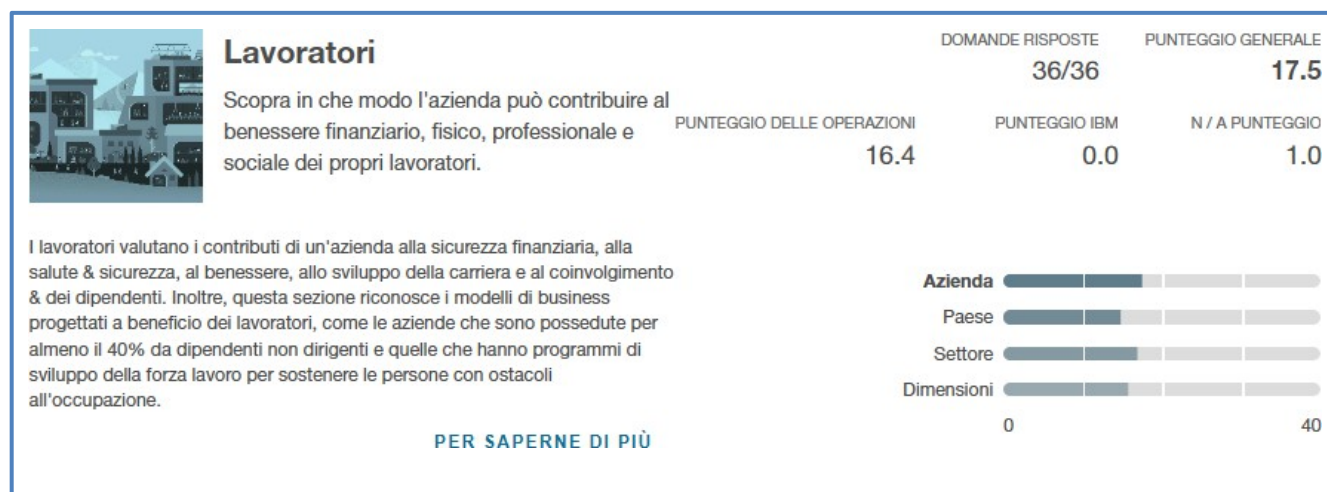 Lavoratori
Scopra in che modo l'azienda può contribuire al
benessere finanziario, fisico, professionale e
sociale dei propri lavoratori.
DOMANDE RISPOSTE
36/36
PUNTEGGIO GENERALE
17.5
PUNTEGGIO DELLE OPERAZIONI
16.4
PUNTEGGIO IBM
0.0
N / A PUNTEGGIO
1.0
I lavoratori valutano i contributi di un'azienda alla sicurezza finanziaria, alla
salute & sicurezza, al benessere, allo sviluppo della carriera e al coinvolgimento
& dei dipendenti. Inoltre, questa sezione riconosce i modelli di business
progettati a beneficio dei lavoratori, come le aziende che sono possedute per
almeno il 40% da dipendenti non dirigenti e quelle che hanno programmi di
sviluppo della forza lavoro per sostenere le persone con ostacoli
all'occupazione.
PER SAPERNE DI PIÙ
Azienda
Paese
Settore
Dimensioni
0 40